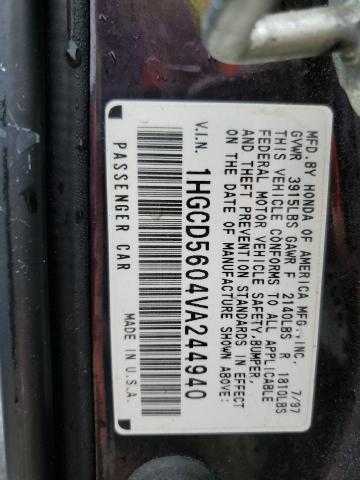 MFD.BY HONDA OF AMERICA MFG.,INC. 7/97
GVWR 3915LBS GAWR F 2140LBS R 1810LBS
THIS VEHICLE CONFORMS TO ALL APPLICABLE
FEDERAL MOTOR VEHICLE SAFETY,BUMPER,
AND THEFT PREVENTION STANDARDS IN EFFECT
ON THE DATE OF MANUFACTURE SHOWN ABOVE:
V.I.N. 1HGCD5604VA244940
PASSENGER CAR MADE IN U.S.A.